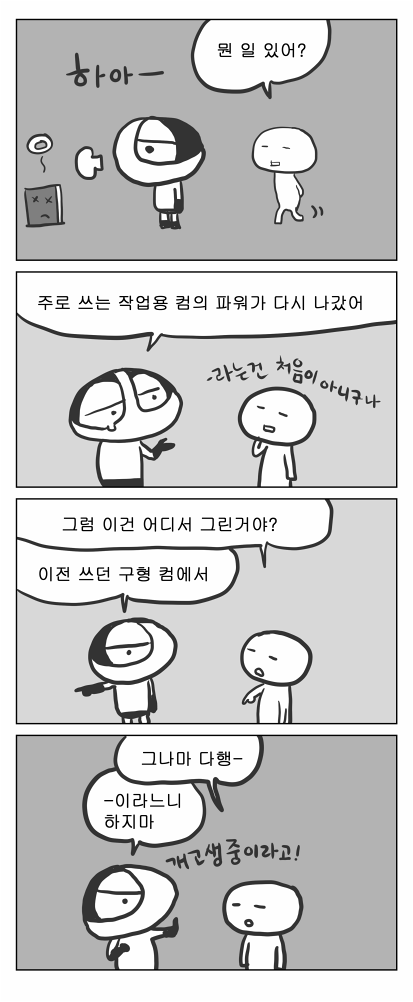 뭔 일 있어?
하아ー
주로 쓰는 작업용 컴의 파워가 다시 나갔어
-라는건 처음이 아니구나
그럼 이건 어디서 그린거야?
이전 쓰던 구형 컴에서
그나마 다행-
-이라느니
하지마
개고생중이라고!